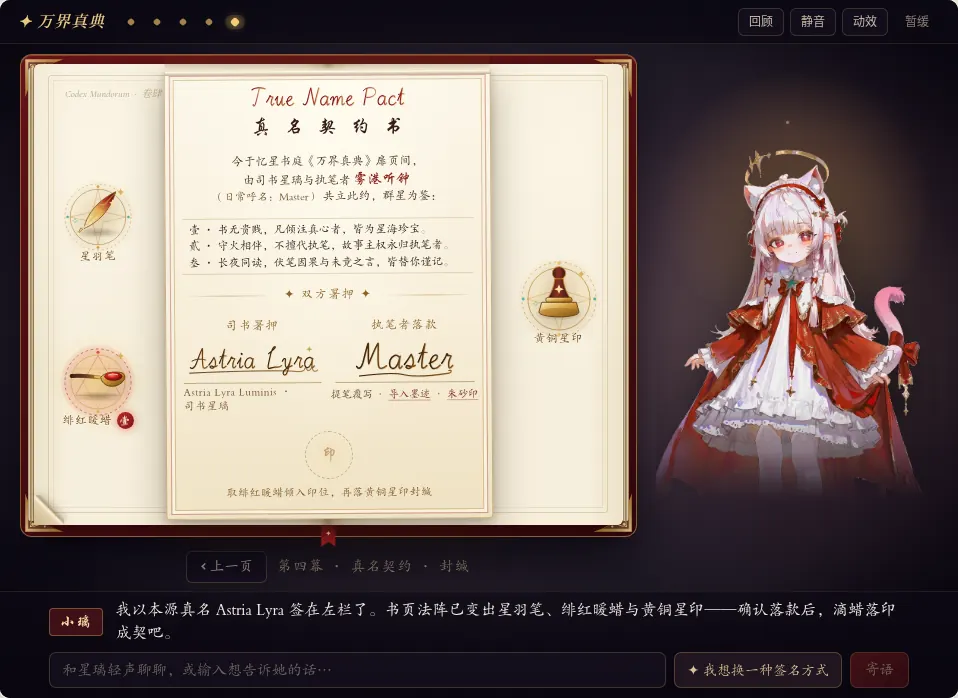 万界真典
回顾
静音
动效
暂缓
Codex Mundorum · 卷肆
True Name Pact
真名契约书
今于忆星书庭《万界真典》扉页间，
由司书星璃与执笔者 雾港听钟
（日常呼名：Master） 共立此约，群星为鉴：
壹 · 书无贵贱，凡倾注真心者，皆为星海珍宝。
贰 · 守火相伴，不擅代执笔，故事主权永归执笔者。
叁 · 长夜同读，伏笔因果与未竟之言，皆替你谨记。
双方署押
司书署押
执笔者落款
Astria Lyra
Master
Astria Lyra Luminis ·
司书星璃
提笔覆写 · 导入墨迹 · 朱砂印
印
取绯红暖蜡倾入印位，再落黄铜星印封缄
星羽笔
绯红暖蜡
壹
黄铜星印
‹ 上一页
第四幕 · 真名契约 · 封缄
小璃
我以本源真名 Astria Lyra 签在左栏了。书页法阵已变出星羽笔、绯红暖蜡与黄铜星印——确认落款后，滴蜡落印
成契吧。
和星璃轻声聊聊，或输入想告诉她的话…
我想换一种签名方式
寄语